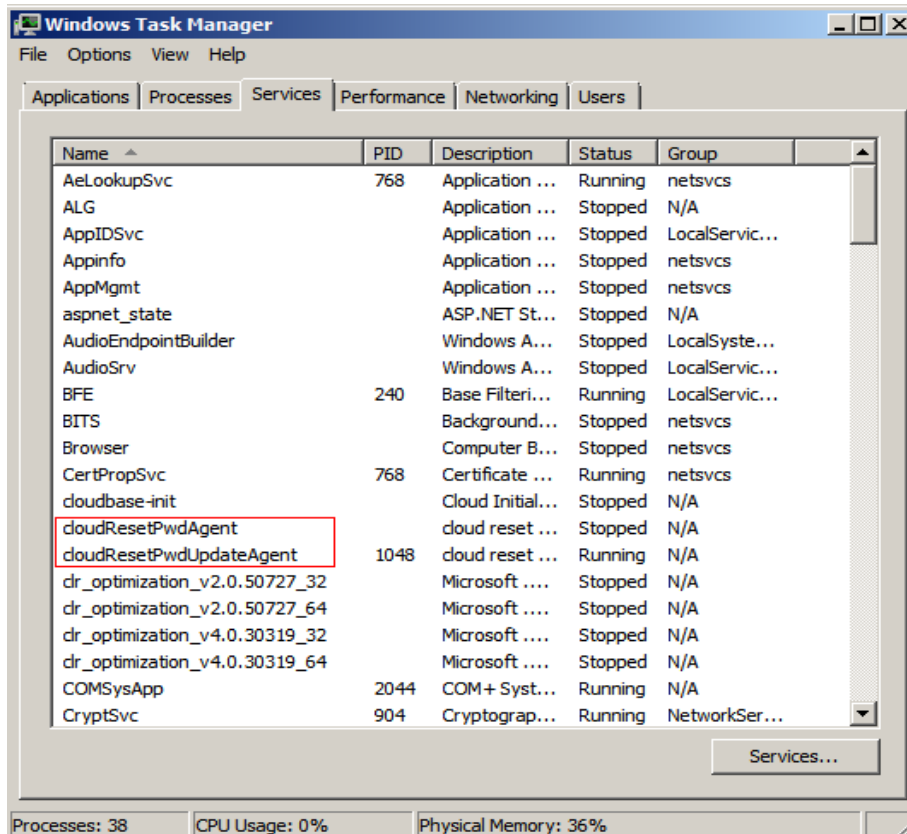 Windows Task Manager
File Options View Help
Applications Processes Services Performance Networking Users
Name PID Description Status Group
AeLookupSvc 768 Application ... Running netsvcs
ALG Application ... Stopped N/A
AppIDSvc Application ... Stopped LocalServic...
Appinfo Application ... Stopped netsvcs
AppMgmt Application ... Stopped netsvcs
aspnet_state ASP.NET St... Stopped N/A
AudioEndpointBuilder Windows A... Stopped LocalSyste...
AudioSrv Windows A... Stopped LocalServic...
BFE 240 Base Filteri... Running LocalServic...
BITS Background... Stopped netsvcs
Browser Computer B... Stopped netsvcs
CertPropSvc 768 Certificate ... Running netsvcs
cloudbase-init Cloud Initial... Stopped N/A
cloudResetPwdAgent cloud reset ... Stopped N/A
cloudResetPwdUpdateAgent 1048 cloud reset ... Running N/A
clr_optimization_v2.0.50727_32 Microsoft .... Stopped N/A
clr_optimization_v2.0.50727_64 Microsoft .... Stopped N/A
clr_optimization_v4.0.30319_32 Microsoft .... Stopped N/A
clr_optimization_v4.0.30319_64 Microsoft .... Stopped N/A
COMSysApp 2044 COM+ Syst... Running N/A
CryptSvc 904 Cryptograp... Running NetworkSer...
Services...
Processes: 38 CPU Usage: 0% Physical Memory: 36%